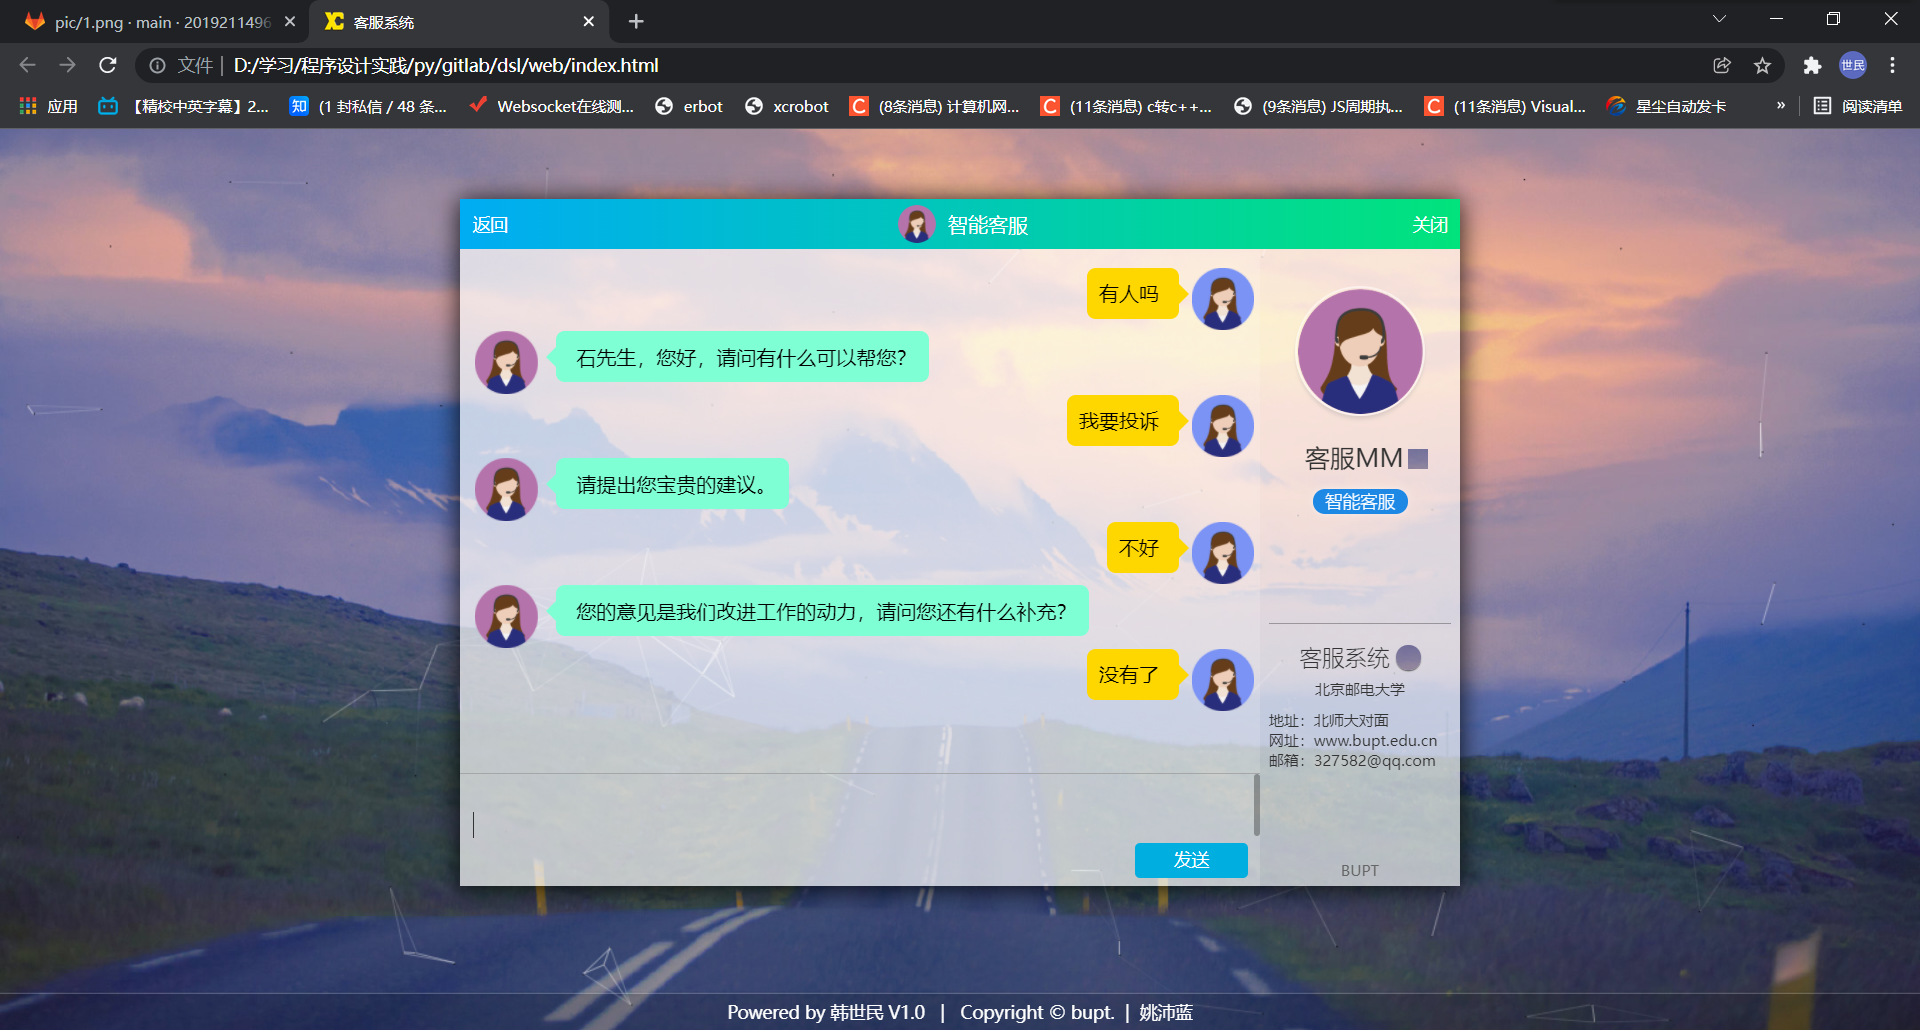 pic/1.png · main · 2019211496
客服系统
文件 | D:/学习/程序设计实践/py/gitlab/dsl/web/index.html
世民
应用
【精校中英字幕】2...
知 (1 封私信 / 48 条...
Websocket在线测...
erbot
xcrobot
C (8条消息) 计算机网...
C (11条消息) c转c++...
(9条消息) JS周期执...
C (11条消息) Visual...
星尘自动发卡
»
阅读清单
返回
智能客服
关闭
有人吗
石先生，您好，请问有什么可以帮您?
我要投诉
请提出您宝贵的建议。
不好
您的意见是我们改进工作的动力，请问您还有什么补充?
没有了
发送
客服MM
智能客服
客服系统
北京邮电大学
地址：北师大对面
网址：www.bupt.edu.cn
邮箱：327582@qq.com
BUPT
Powered by 韩世民 V1.0 | Copyright © bupt. | 姚沛蓝